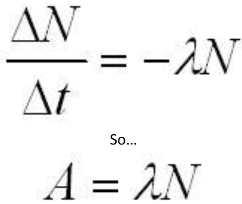 ΔN/Δt = −λN
So...
A = λN